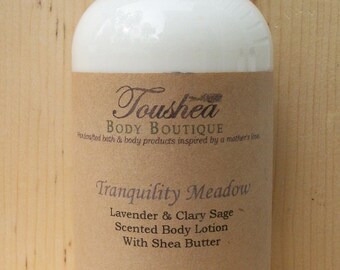 Toushea
BODY BOUTIQUE
Handcrafted bath & body products inspired by a mother's love.
Tranquility Meadow
Lavender & Clary Sage
Scented Body Lotion
With Shea Butter